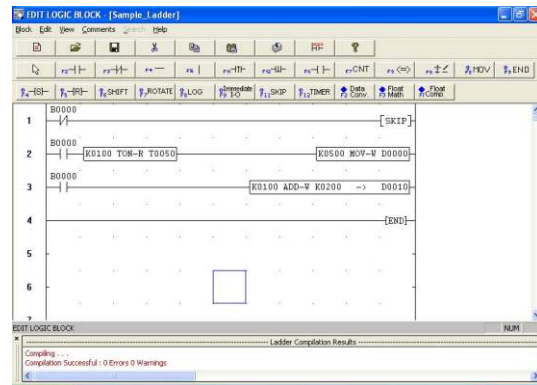 EDIT LOGIC BLOCK - [Sample_Ladder]
Block Edit View Comments Search Help
CNT MOV END
SHIFT ROTATE LOG Immediate I-O SKIP TIMER Data Conv. Float Math Float Comp.
B0000
1 [SKIP]
B0000
2 K0100 TON-R T0050 K0500 MOV-W D0000
B0000
3 K0100 ADD-W K0200 -> D0010
4 [END]
5
6
7
EDIT LOGIC BLOCK NUM
Ladder Compilation Results
Compiling . . .
Compilation Successful : 0 Errors 0 Warnings